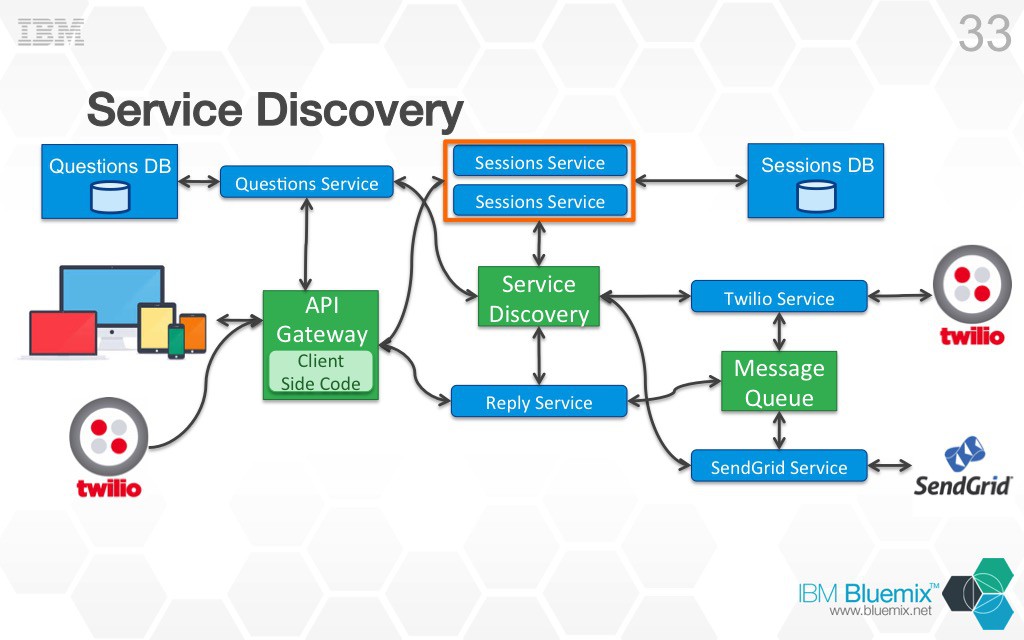 IBM
33
Service Discovery
Questions DB
Questions Service
Sessions Service
Sessions Service
Sessions DB
API
Gateway
Client
Side Code
Service
Discovery
Twilio Service
twilio
Message
Queue
Reply Service
SendGrid Service
SendGrid
twilio
IBM Bluemix™
www.bluemix.net